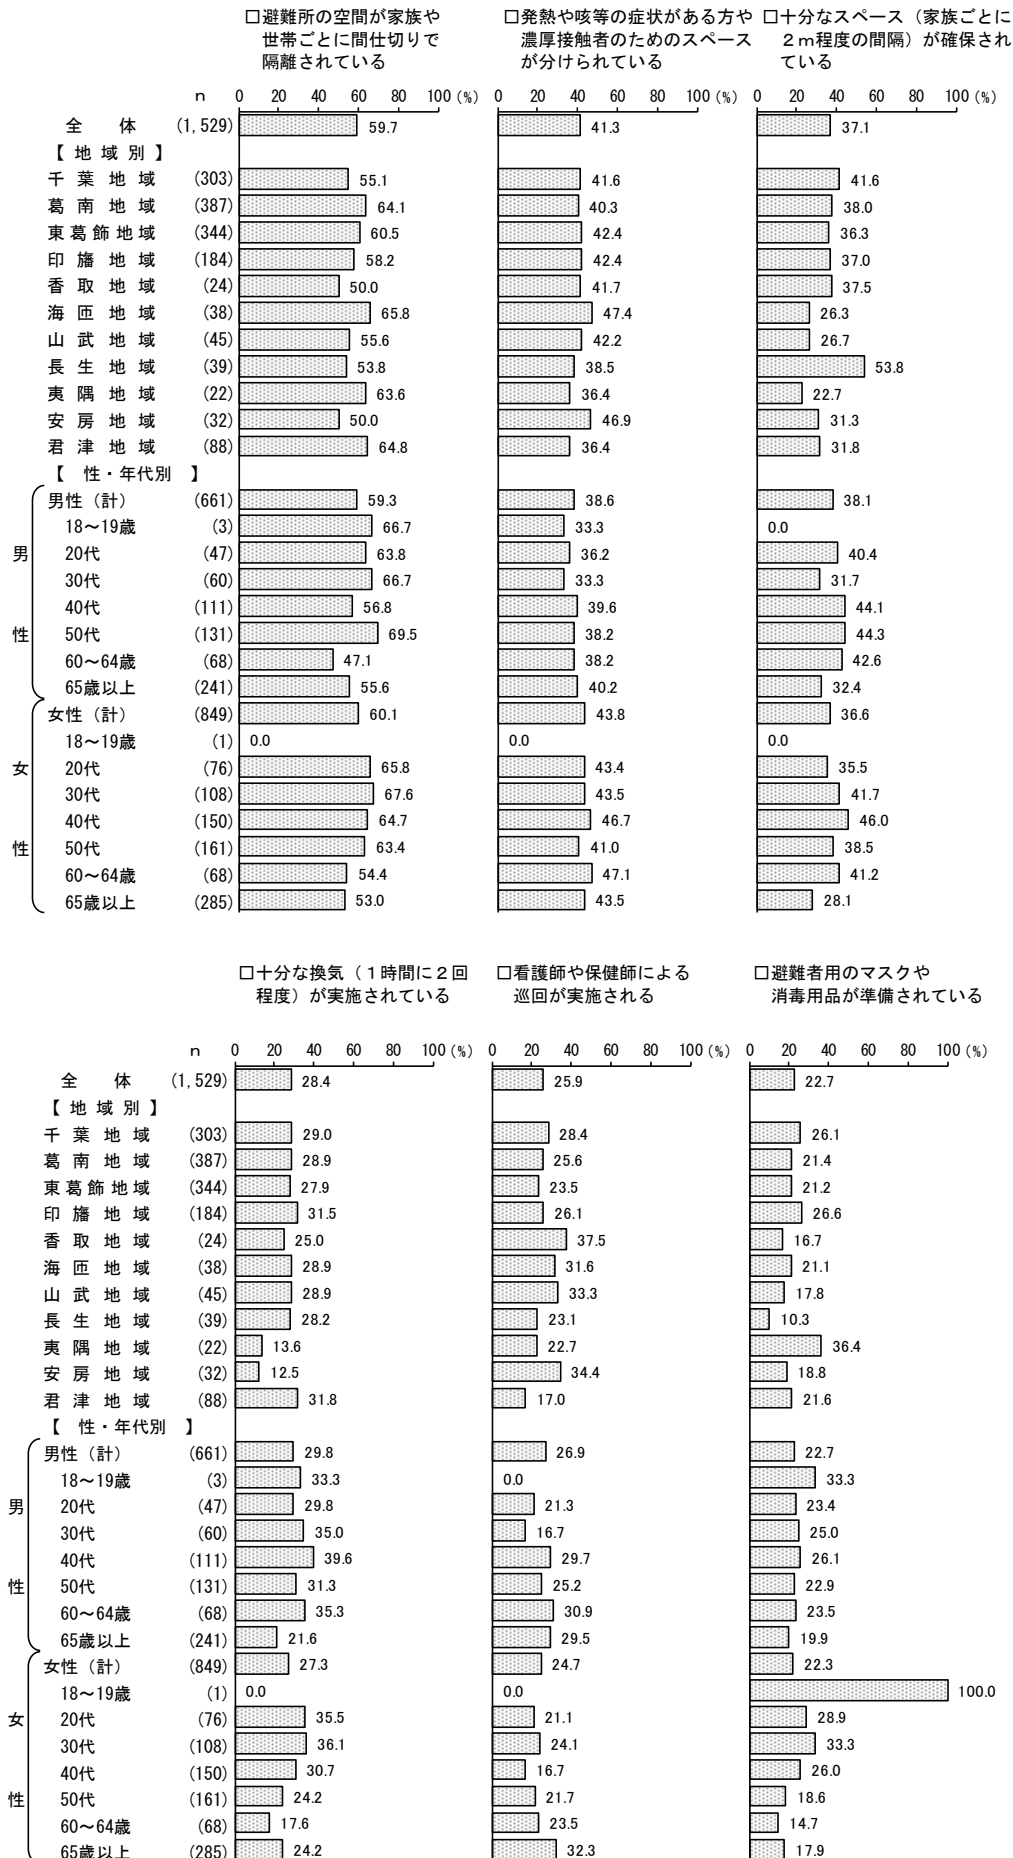 □避難所の空間が家族や
世帯ごとに間仕切りで
隔離されている
□発熱や咳等の症状がある方や
濃厚接触者のためのスペース
が分けられている
□十分なスペース（家族ごとに
２ｍ程度の間隔）が確保され
ている
n 0 20 40 60 80 100 (%) 0 20 40 60 80 100 (%) 0 20 40 60 80 100 (%)
全体 (1,529) 59.7 41.3 37.1
【地域別】
千葉地域 (303) 55.1 41.6 41.6
葛南地域 (387) 64.1 40.3 38.0
東葛飾地域 (344) 60.5 42.4 36.3
印旛地域 (184) 58.2 42.4 37.0
香取地域 (24) 50.0 41.7 37.5
海匝地域 (38) 65.8 47.4 26.3
山武地域 (45) 55.6 42.2 26.7
長生地域 (39) 53.8 38.5 53.8
夷隅地域 (22) 63.6 36.4 22.7
安房地域 (32) 50.0 46.9 31.3
君津地域 (88) 64.8 36.4 31.8
【 性・年代別 】
男性（計） (661) 59.3 38.6 38.1
18～19歳 (3) 66.7 33.3 0.0
男 20代 (47) 63.8 36.2 40.4
30代 (60) 66.7 33.3 31.7
40代 (111) 56.8 39.6 44.1
性 50代 (131) 69.5 38.2 44.3
60～64歳 (68) 47.1 38.2 42.6
65歳以上 (241) 55.6 40.2 32.4
女性（計） (849) 60.1 43.8 36.6
18～19歳 (1) 0.0 0.0 0.0
女 20代 (76) 65.8 43.4 35.5
30代 (108) 67.6 43.5 41.7
40代 (150) 64.7 46.7 46.0
性 50代 (161) 63.4 41.0 38.5
60～64歳 (68) 54.4 47.1 41.2
65歳以上 (285) 53.0 43.5 28.1
□十分な換気（１時間に２回
程度）が実施されている
□看護師や保健師による
巡回が実施される
□避難者用のマスクや
消毒用品が準備されている
n 0 20 40 60 80 100 (%) 0 20 40 60 80 100 (%) 0 20 40 60 80 100 (%)
全体 (1,529) 28.4 25.9 22.7
【地域別】
千葉地域 (303) 29.0 28.4 26.1
葛南地域 (387) 28.9 25.6 21.4
東葛飾地域 (344) 27.9 23.5 21.2
印旛地域 (184) 31.5 26.1 26.6
香取地域 (24) 25.0 37.5 16.7
海匝地域 (38) 28.9 31.6 21.1
山武地域 (45) 28.9 33.3 17.8
長生地域 (39) 28.2 23.1 10.3
夷隅地域 (22) 13.6 22.7 36.4
安房地域 (32) 12.5 34.4 18.8
君津地域 (88) 31.8 17.0 21.6
【 性・年代別 】
男性（計） (661) 29.8 26.9 22.7
18～19歳 (3) 33.3 0.0 33.3
男 20代 (47) 29.8 21.3 23.4
30代 (60) 35.0 16.7 25.0
40代 (111) 39.6 29.7 26.1
性 50代 (131) 31.3 25.2 22.9
60～64歳 (68) 35.3 30.9 23.5
65歳以上 (241) 21.6 29.5 19.9
女性（計） (849) 27.3 24.7 22.3
18～19歳 (1) 0.0 0.0 100.0
女 20代 (76) 35.5 21.1 28.9
30代 (108) 36.1 24.1 33.3
40代 (150) 30.7 16.7 26.0
性 50代 (161) 24.2 21.7 18.6
60～64歳 (68) 17.6 23.5 14.7
65歳以上 (285) 24.2 32.3 17.9